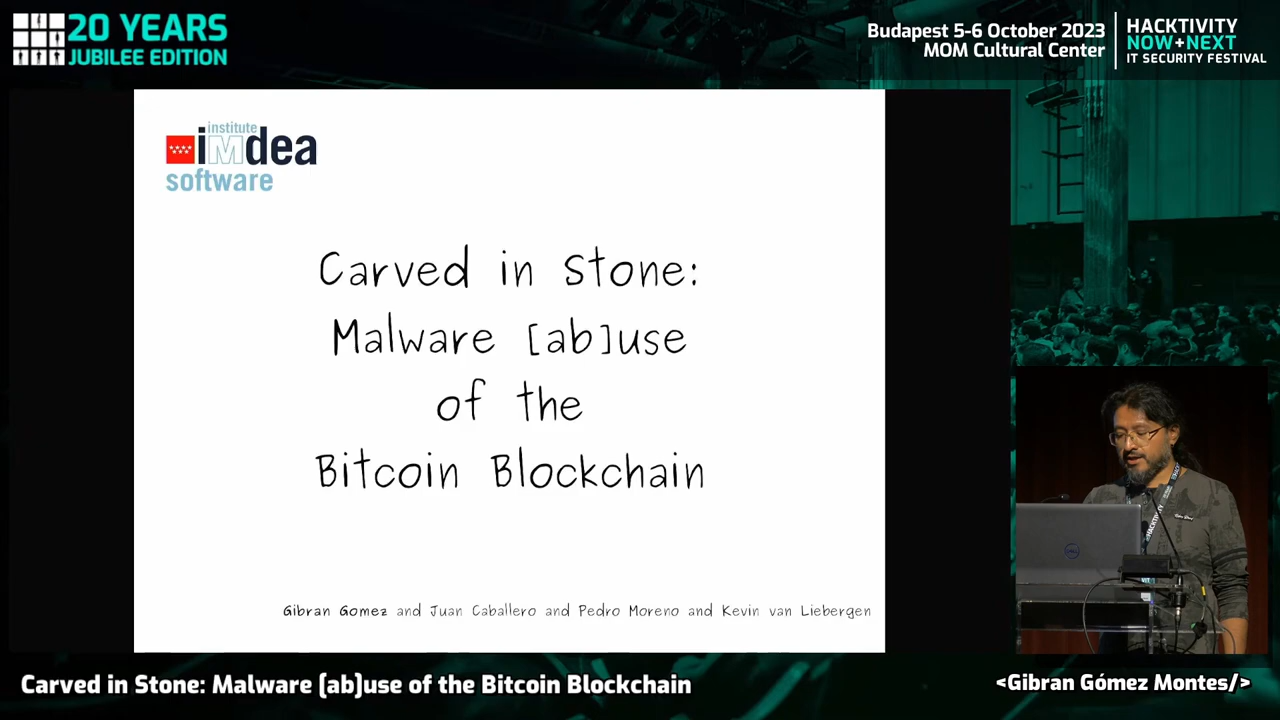 20 YEARS
JUBILEE EDITION
Budapest 5-6 October 2023
MOM Cultural Center
HACKTIVITY
NOW+NEXT
IT SECURITY FESTIVAL
institute
iMdea
software
Carved in Stone:
Malware [ab]use
of the
Bitcoin Blockchain
Gibran Gomez and Juan Caballero and Pedro Moreno and Kevin van Liebergen
DELL
HACKTIVITY
Carved in Stone: Malware [ab]use of the Bitcoin Blockchain
<Gibran Gómez Montes/>